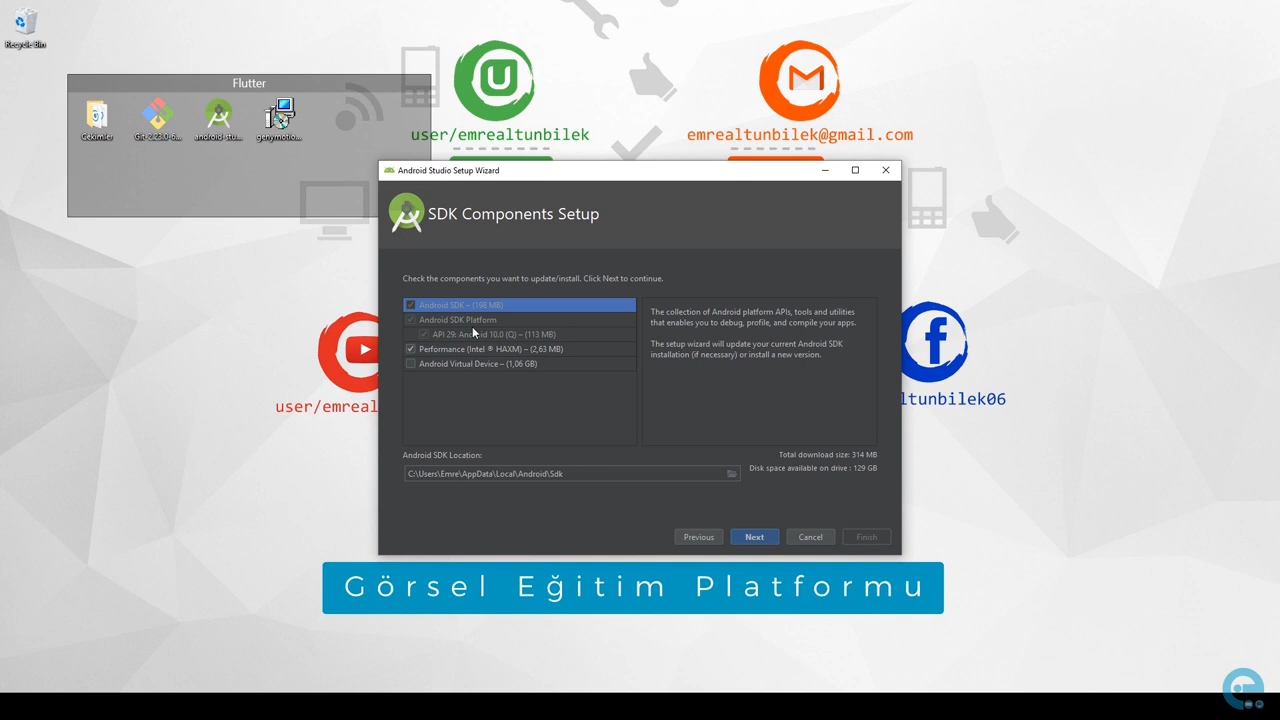 Recycle Bin
Flutter
Cekimler
Git-2.23.0-6...
android-stu...
genymotio...
user/emrealtunbilek
emrealtunbilek@gmail.com
Android Studio Setup Wizard
SDK Components Setup
Check the components you want to update/install. Click Next to continue.
Android SDK – (198 MB)
Android SDK Platform
API 29: Android 10.0 (Q) – (113 MB)
Performance (Intel ® HAXM) – (2,63 MB)
Android Virtual Device – (1,06 GB)
The collection of Android platform APIs, tools and utilities
that enables you to debug, profile, and compile your apps.
The setup wizard will update your current Android SDK
installation (if necessary) or install a new version.
user/emreal
ltunbilek06
Android SDK Location:
C:\Users\Emre\AppData\Local\Android\Sdk
Total download size: 314 MB
Disk space available on drive : 129 GB
Previous
Next
Cancel
Finish
Görsel Eğitim Platformu